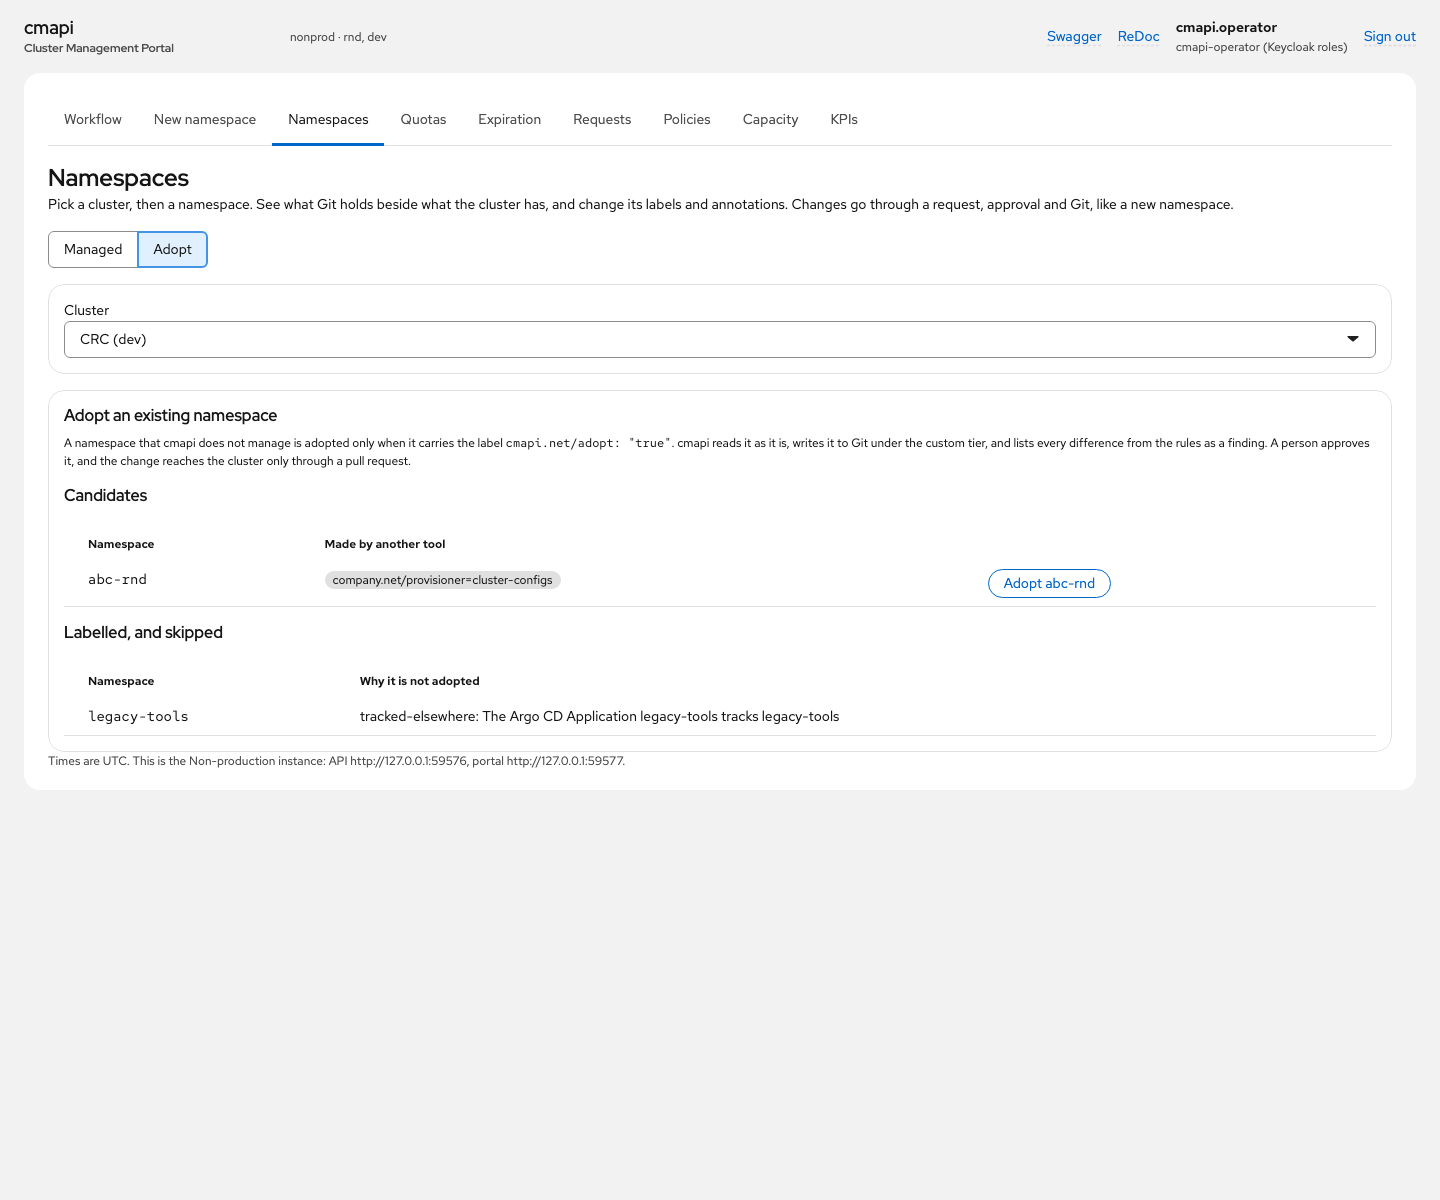 cmapi
Cluster Management Portal
nonprod · rnd, dev
Swagger
ReDoc
cmapi.operator
cmapi-operator (Keycloak roles)
Sign out
Workflow
New namespace
Namespaces
Quotas
Expiration
Requests
Policies
Capacity
KPIs
Namespaces
Pick a cluster, then a namespace. See what Git holds beside what the cluster has, and change its labels and annotations. Changes go through a request, approval and Git, like a new namespace.
Managed
Adopt
Cluster
CRC (dev)
Adopt an existing namespace
A namespace that cmapi does not manage is adopted only when it carries the label cmapi.net/adopt: "true". cmapi reads it as it is, writes it to Git under the custom tier, and lists every difference from the rules as a finding. A person approves
it, and the change reaches the cluster only through a pull request.
Candidates
Namespace
Made by another tool
abc-rnd
company.net/provisioner=cluster-configs
Adopt abc-rnd
Labelled, and skipped
Namespace
Why it is not adopted
legacy-tools
tracked-elsewhere: The Argo CD Application legacy-tools tracks legacy-tools
Times are UTC. This is the Non-production instance: API http://127.0.0.1:59576, portal http://127.0.0.1:59577.